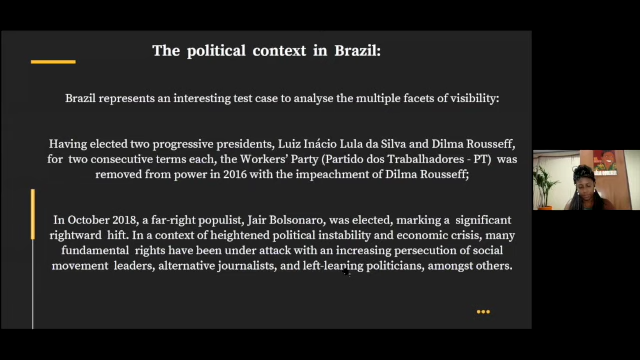 The political context in Brazil:
Brazil represents an interesting test case to analyse the multiple facets of visibility:
Having elected two progressive presidents, Luiz Inácio Lula da Silva and Dilma Rousseff,
for two consecutive terms each, the Workers' Party (Partido dos Trabalhadores - PT) was
removed from power in 2016 with the impeachment of Dilma Rousseff;
In October 2018, a far-right populist, Jair Bolsonaro, was elected, marking a significant
rightward hift. In a context of heightened political instability and economic crisis, many
fundamental rights have been under attack with an increasing persecution of social
movement leaders, alternative journalists, and left-leaning politicians, amongst others.